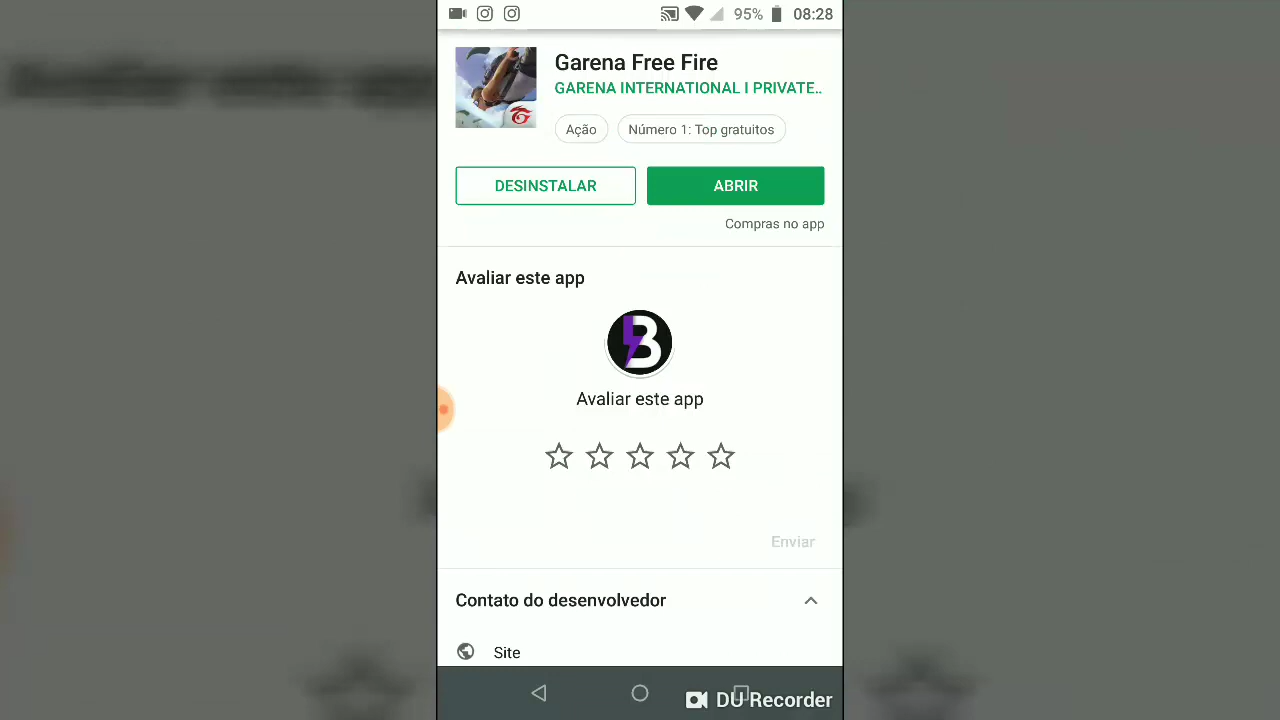 95% 08:28
Garena Free Fire
GARENA INTERNATIONAL I PRIVATE..
Ação Número 1: Top gratuitos
DESINSTALAR ABRIR
Compras no app
Avaliar este app
B
Avaliar este app
Enviar
Contato do desenvolvedor
Site
DU Recorder